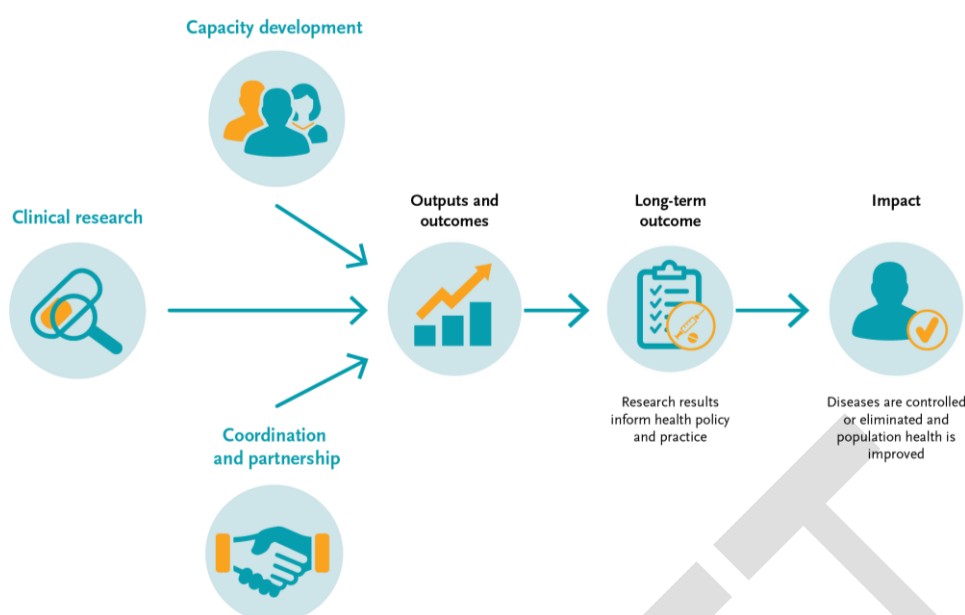 Capacity development
Clinical research
Outputs and
outcomes
Long-term
outcome
Impact
Research results
inform health policy
and practice
Diseases are controlled
or eliminated and
population health is
improved
Coordination
and partnership